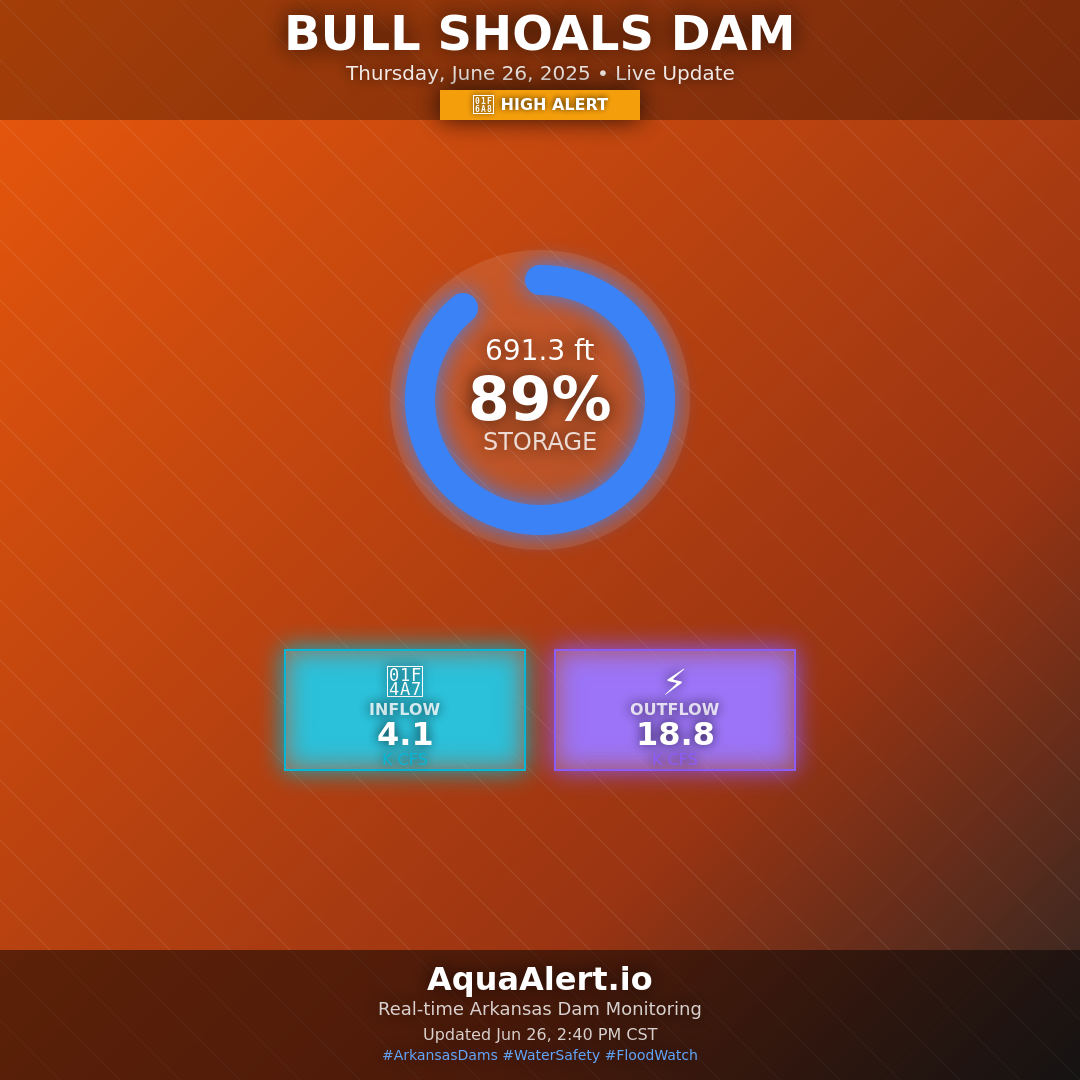 BULL SHOALS DAM
Thursday, June 26, 2025 • Live Update
HIGH ALERT
691.3 ft
89%
STORAGE
INFLOW
4.1
K CFS
⚡
OUTFLOW
18.8
K CFS
AquaAlert.io
Real-time Arkansas Dam Monitoring
Updated Jun 26, 2:40 PM CST
#ArkansasDams #WaterSafety #FloodWatch